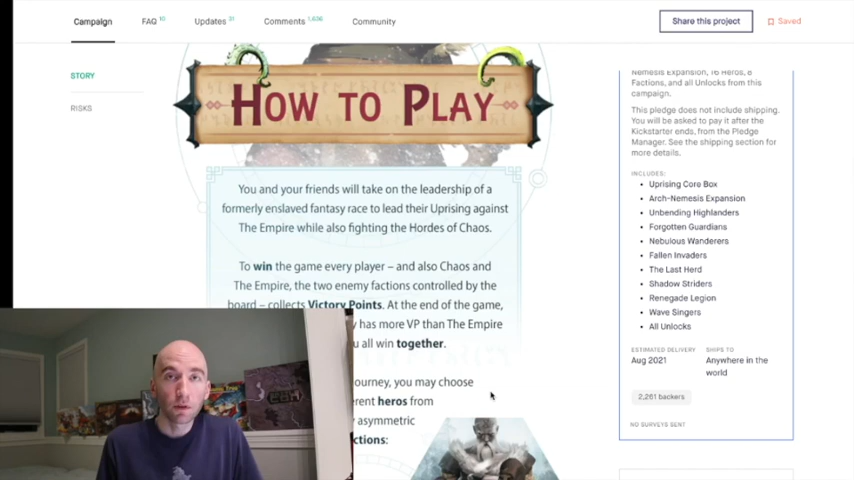 Campaign
FAQ 10
Updates 31
Comments 1,636
Community
Share this project
Saved
STORY
RISKS
HOW TO PLAY
You and your friends will take on the leadership of a
formerly enslaved fantasy race to lead their Uprising against
The Empire while also fighting the Hordes of Chaos.
To win the game every player – and also Chaos and
The Empire, the two enemy factions controlled by the
board – collects Victory Points. At the end of the game,
has more VP than The Empire
all win together.
you may choose
heros from
asymmetric
Nemesis Expansion, 16 Heros, 8
Factions, and all Unlocks from this
campaign.
This pledge does not include shipping.
You will be asked to pay it after the
Kickstarter ends, from the Pledge
Manager. See the shipping section for
more details.
INCLUDES:
• Uprising Core Box
• Arch-Nemesis Expansion
• Unbending Highlanders
• Forgotten Guardians
• Nebulous Wanderers
• Fallen Invaders
• The Last Herd
• Shadow Striders
• Renegade Legion
• Wave Singers
• All Unlocks
ESTIMATED DELIVERY
Aug 2021
SHIPS TO
Anywhere in the
world
2,261 backers
NO SURVEYS SENT